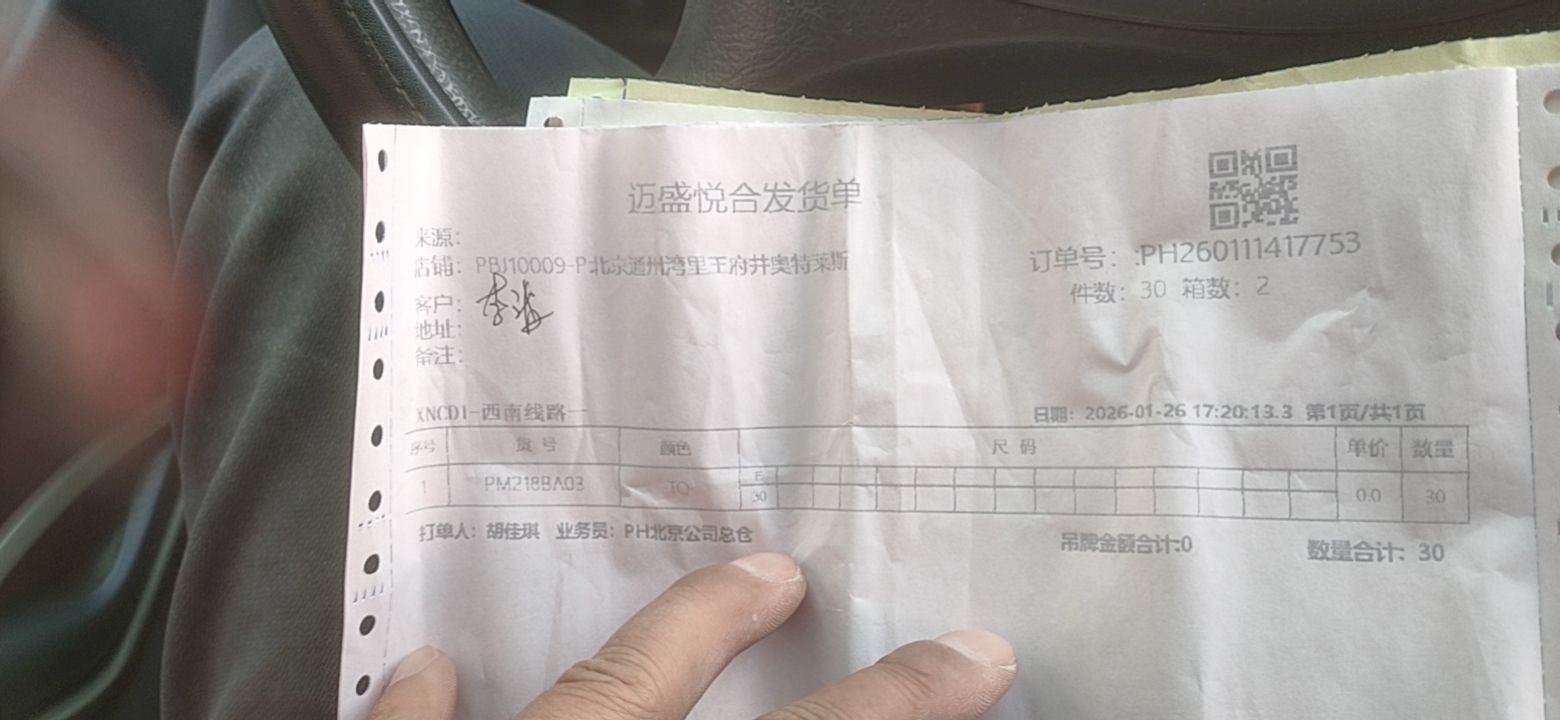 迈盛悦合发货单
来源：
店铺：PBJ10009-P北京通州湾里王府井奥特莱斯
订单号：:PH260111417753
件数：30 箱数：2
客户：
地址：
备注：
XNCD1-西南线路一
日期：2026-01-26 17:20:13.3 第1页/共1页
序号 货号 颜色 尺码 单价 数量
1 PM218BA03 TQ F 30 0.0 30
打单人：胡佳琪 业务员：PH北京公司总仓
吊牌金额合计:0 数量合计：30